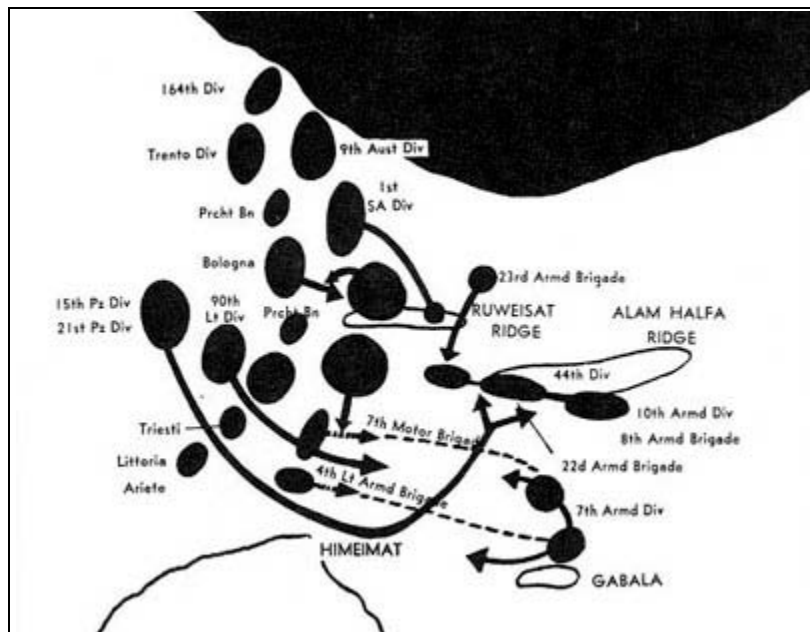 164th Div
9th Aust Div
Trento Div
1st
SA Div
Prcht Bn
Bologna
23rd Armd Brigade
15th Pz Div
21st Pz Div
90th
Lt Div
Prcht Bn
RUWEISAT
RIDGE
ALAM HALFA
RIDGE
44th Div
10th Armd Div
8th Armd Brigade
Triesti
7th Motor Brigad
Littoria
Ariete
4th Lt Armd Brigade
22d Armd Brigade
7th Armd Div
HIMEIMAT
GABALA